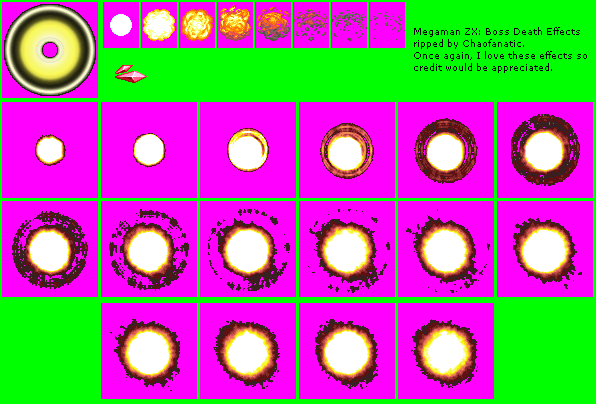 Megaman ZX: Boss Death Effects
ripped by Chaofanatic.
Once again, I love these effects so
credit would be appreciated.